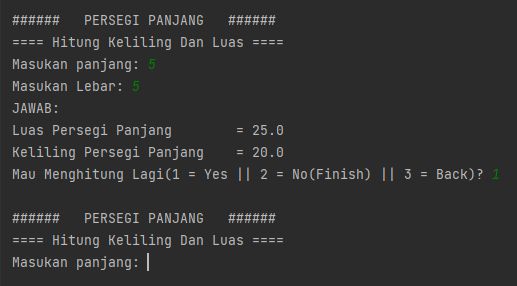 ######   PERSEGI PANJANG   ######
==== Hitung Keliling Dan Luas ====
Masukan panjang: 5
Masukan Lebar: 5
JAWAB:
Luas Persegi Panjang        = 25.0
Keliling Persegi Panjang    = 20.0
Mau Menghitung Lagi(1 = Yes || 2 = No(Finish) || 3 = Back)? 1

######   PERSEGI PANJANG   ######
==== Hitung Keliling Dan Luas ====
Masukan panjang: